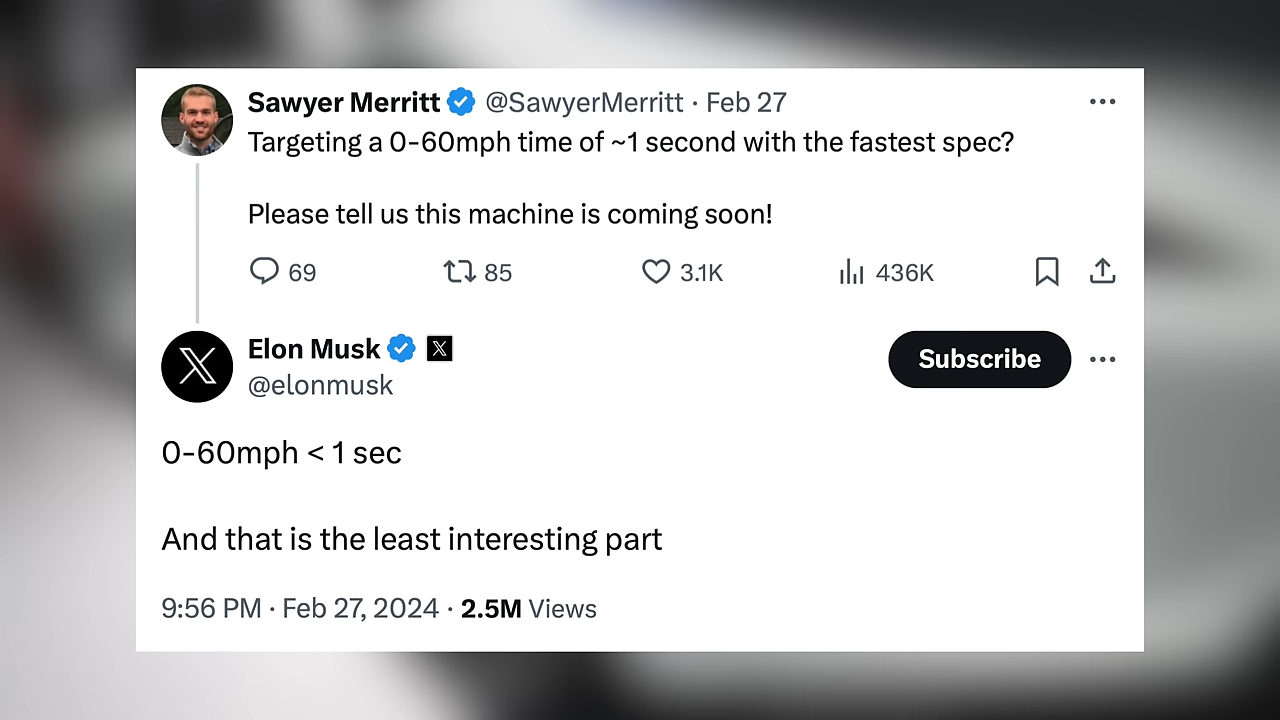 Sawyer Merritt @SawyerMerritt · Feb 27
Targeting a 0-60mph time of ~1 second with the fastest spec?
Please tell us this machine is coming soon!
69 85 3.1K 436K
Elon Musk
@elonmusk
Subscribe
0-60mph < 1 sec
And that is the least interesting part
9:56 PM · Feb 27, 2024 · 2.5M Views